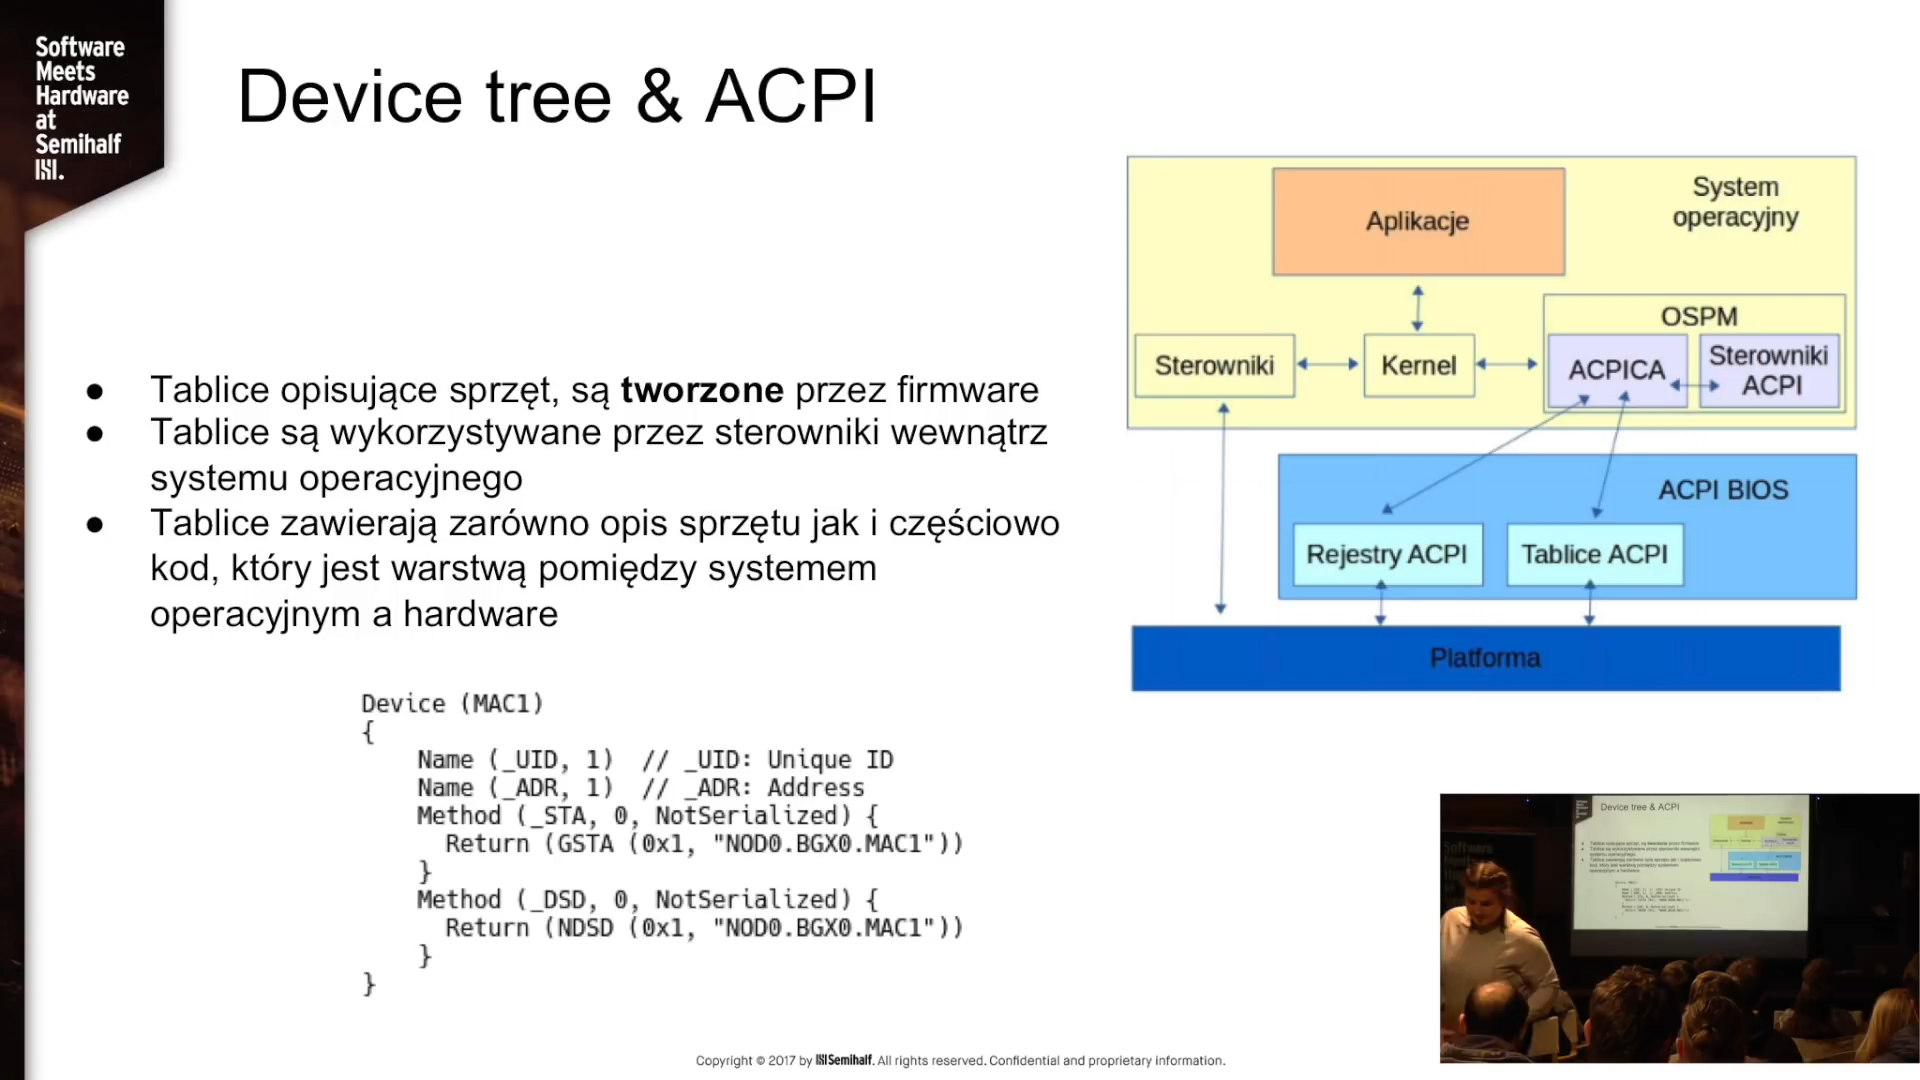 Software
Meets
Hardware
at
Semihalf
Device tree & ACPI
● Tablice opisujące sprzęt, są tworzone przez firmware
● Tablice są wykorzystywane przez sterowniki wewnątrz
systemu operacyjnego
● Tablice zawierają zarówno opis sprzętu jak i częściowo
kod, który jest warstwą pomiędzy systemem
operacyjnym a hardware
Device (MAC1)
{
    Name (_UID, 1)  // _UID: Unique ID
    Name (_ADR, 1)  // _ADR: Address
    Method (_STA, 0, NotSerialized) {
      Return (GSTA (0x1, "NOD0.BGX0.MAC1"))
    }
    Method (_DSD, 0, NotSerialized) {
      Return (NDSD (0x1, "NOD0.BGX0.MAC1"))
    }
}
System
operacyjny
Aplikacje
OSPM
Sterowniki
Kernel
ACPICA
Sterowniki
ACPI
ACPI BIOS
Rejestry ACPI
Tablice ACPI
Platforma
Device tree & ACPI
Copyright © 2017 by Semihalf. All rights reserved. Confidential and proprietary information.